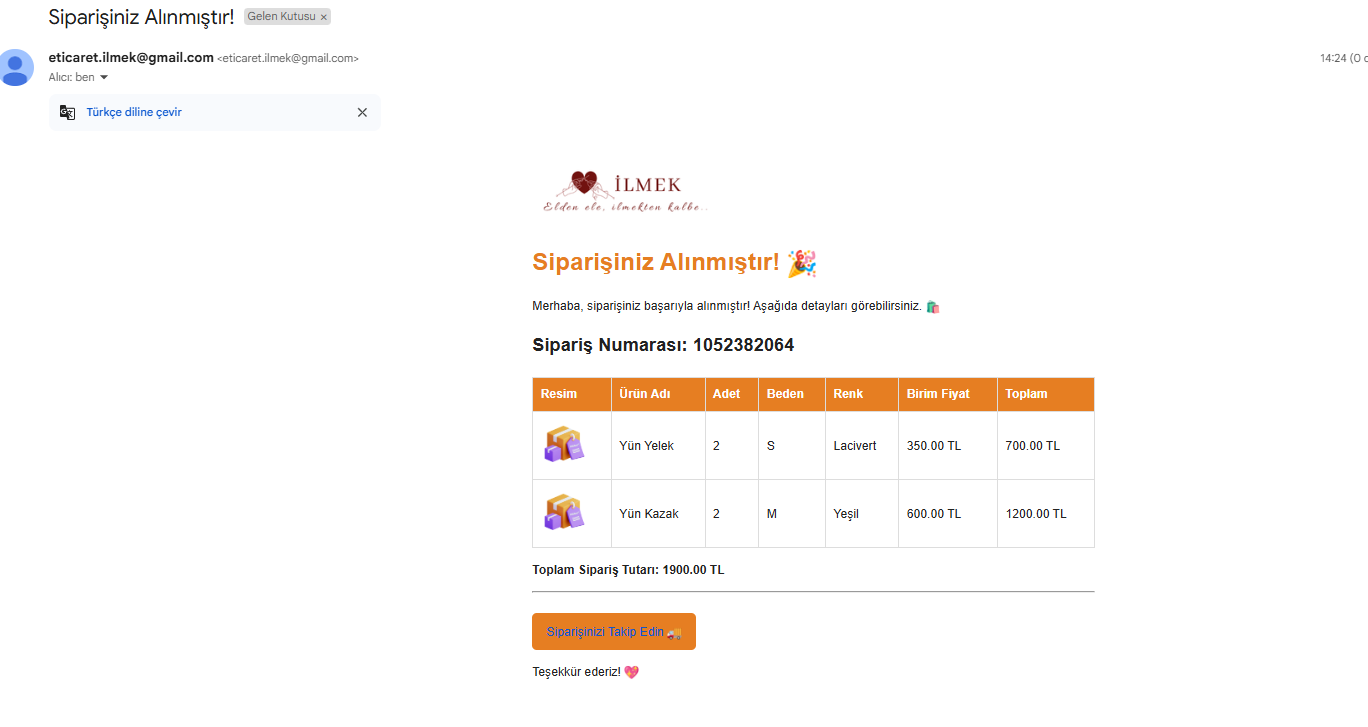 Siparişiniz Alınmıştır! Gelen Kutusu ×
eticaret.ilmek@gmail.com <eticaret.ilmek@gmail.com>
14:24 (0
Alıcı: ben
Türkçe diline çevir
İLMEK
Elden ele, ilmekten kalbe..
Siparişiniz Alınmıştır! 🎉
Merhaba, siparişiniz başarıyla alınmıştır! Aşağıda detayları görebilirsiniz. 🛍️
Sipariş Numarası: 1052382064
Resim Ürün Adı Adet Beden Renk Birim Fiyat Toplam
Yün Yelek 2 S Lacivert 350.00 TL 700.00 TL
Yün Kazak 2 M Yeşil 600.00 TL 1200.00 TL
Toplam Sipariş Tutarı: 1900.00 TL
Siparişinizi Takip Edin 🚚
Teşekkür ederiz! 💖